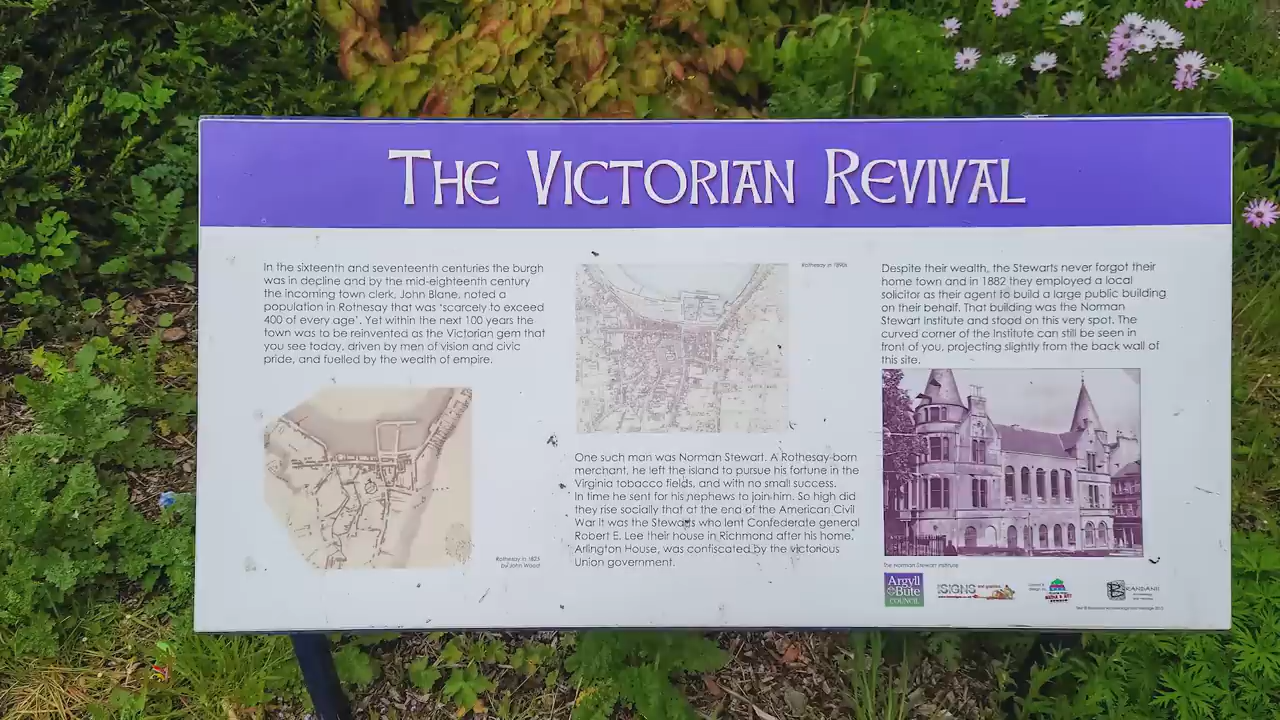 THE VICTORIAN REVIVAL
In the sixteenth and seventeenth centuries the burgh
was in decline and by the mid-eighteenth century
the incoming town clerk, John Blane, noted a
population in Rothesay that was 'scarcely to exceed
400 of every age'. Yet within the next 100 years the
town was to be reinvented as the Victorian gem that
you see today, driven by men of vision and civic
pride, and fuelled by the wealth of empire.
Rothesay in 1825
by John Wood
Rothesay in 1890s
One such man was Norman Stewart. A Rothesay-born
merchant, he left the island to pursue his fortune in the
Virginia tobacco fields, and with no small success.
In time he sent for his nephews to join him. So high did
they rise socially that at the end of the American Civil
War it was the Stewarts who lent Confederate general
Robert E. Lee their house in Richmond after his home,
Arlington House, was confiscated by the victorious
Union government.
Despite their wealth, the Stewarts never forgot their
home town and in 1882 they employed a local
solicitor as their agent to build a large public building
on their behalf. That building was the Norman
Stewart Institute and stood on this very spot. The
curved corner of the Institute can still be seen in
front of you, projecting slightly from the back wall of
this site.
The Norman Stewart Institute
Argyll
Bute
COUNCIL
SIGNS
BRANDANII